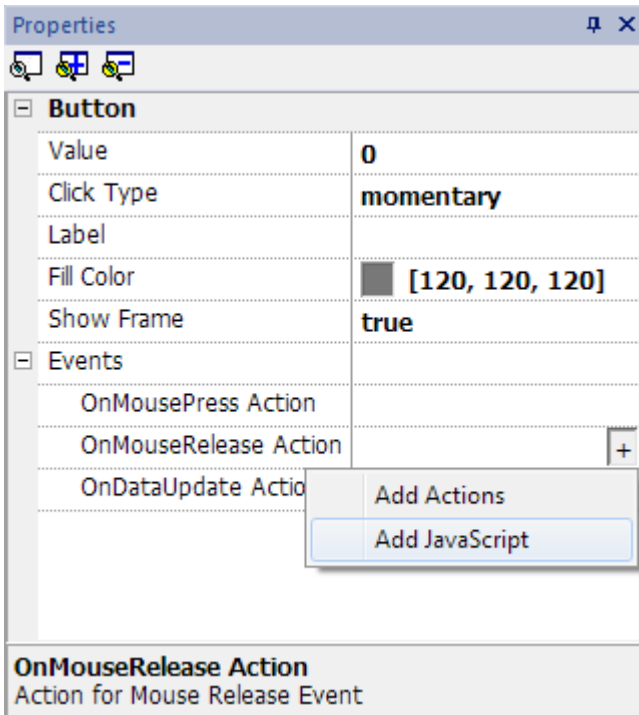 Properties
Button
Value 0
Click Type momentary
Label
Fill Color [120, 120, 120]
Show Frame true
Events
OnMousePress Action
OnMouseRelease Action +
OnDataUpdate Actio
Add Actions
Add JavaScript
OnMouseRelease Action
Action for Mouse Release Event